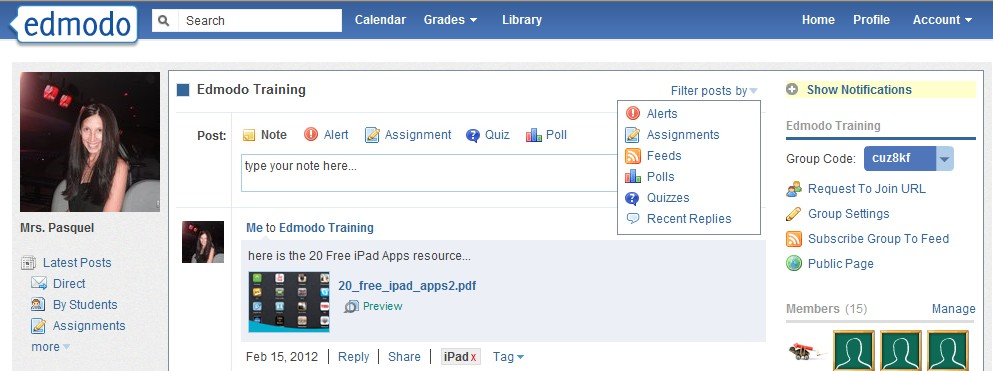 edmodo
Search
Calendar
Grades
Library
Home
Profile
Account
Mrs. Pasquel
Latest Posts
Direct
By Students
Assignments
more
Edmodo Training
Filter posts by
Alerts
Assignments
Feeds
Polls
Quizzes
Recent Replies
Post:
Note
Alert
Assignment
Quiz
Poll
type your note here...
Me to Edmodo Training
here is the 20 Free iPad Apps resource...
20_free_ipad_apps2.pdf
Preview
Feb 15, 2012
Reply
Share
iPad x
Tag
Show Notifications
Edmodo Training
Group Code: cuz8kf
Request To Join URL
Group Settings
Subscribe Group To Feed
Public Page
Members (15)
Manage